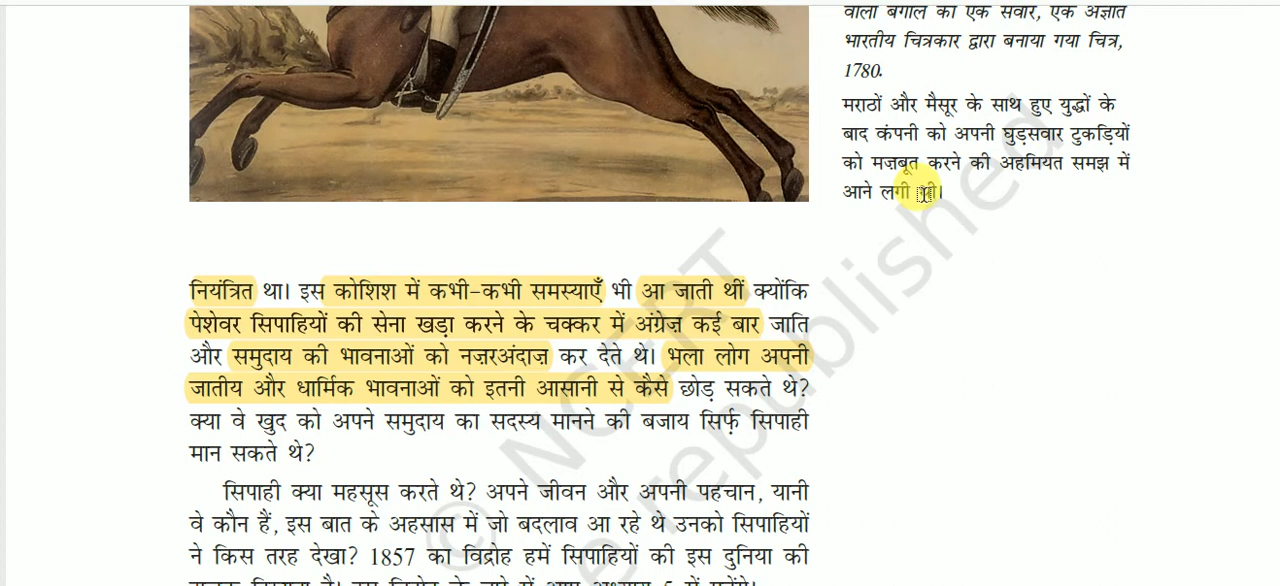 वाला बंगाल का एक सवार, एक अज्ञात
भारतीय चित्रकार द्वारा बनाया गया चित्र,
1780.
मराठों और मैसूर के साथ हुए युद्धों के
बाद कंपनी को अपनी घुड़सवार टुकड़ियों
को मज़बूत करने की अहमियत समझ में
आने लगी थी।
नियंत्रित था। इस कोशिश में कभी-कभी समस्याएँ भी आ जाती थीं क्योंकि
पेशेवर सिपाहियों की सेना खड़ा करने के चक्कर में अंग्रेज़ कई बार जाति
और समुदाय की भावनाओं को नज़रअंदाज़ कर देते थे। भला लोग अपनी
जातीय और धार्मिक भावनाओं को इतनी आसानी से कैसे छोड़ सकते थे?
क्या वे खुद को अपने समुदाय का सदस्य मानने की बजाय सिर्फ़ सिपाही
मान सकते थे?
सिपाही क्या महसूस करते थे? अपने जीवन और अपनी पहचान, यानी
वे कौन हैं, इस बात के अहसास में जो बदलाव आ रहे थे उनको सिपाहियों
ने किस तरह देखा? 1857 का विद्रोह हमें सिपाहियों की इस दुनिया की
© NCERT
be republished